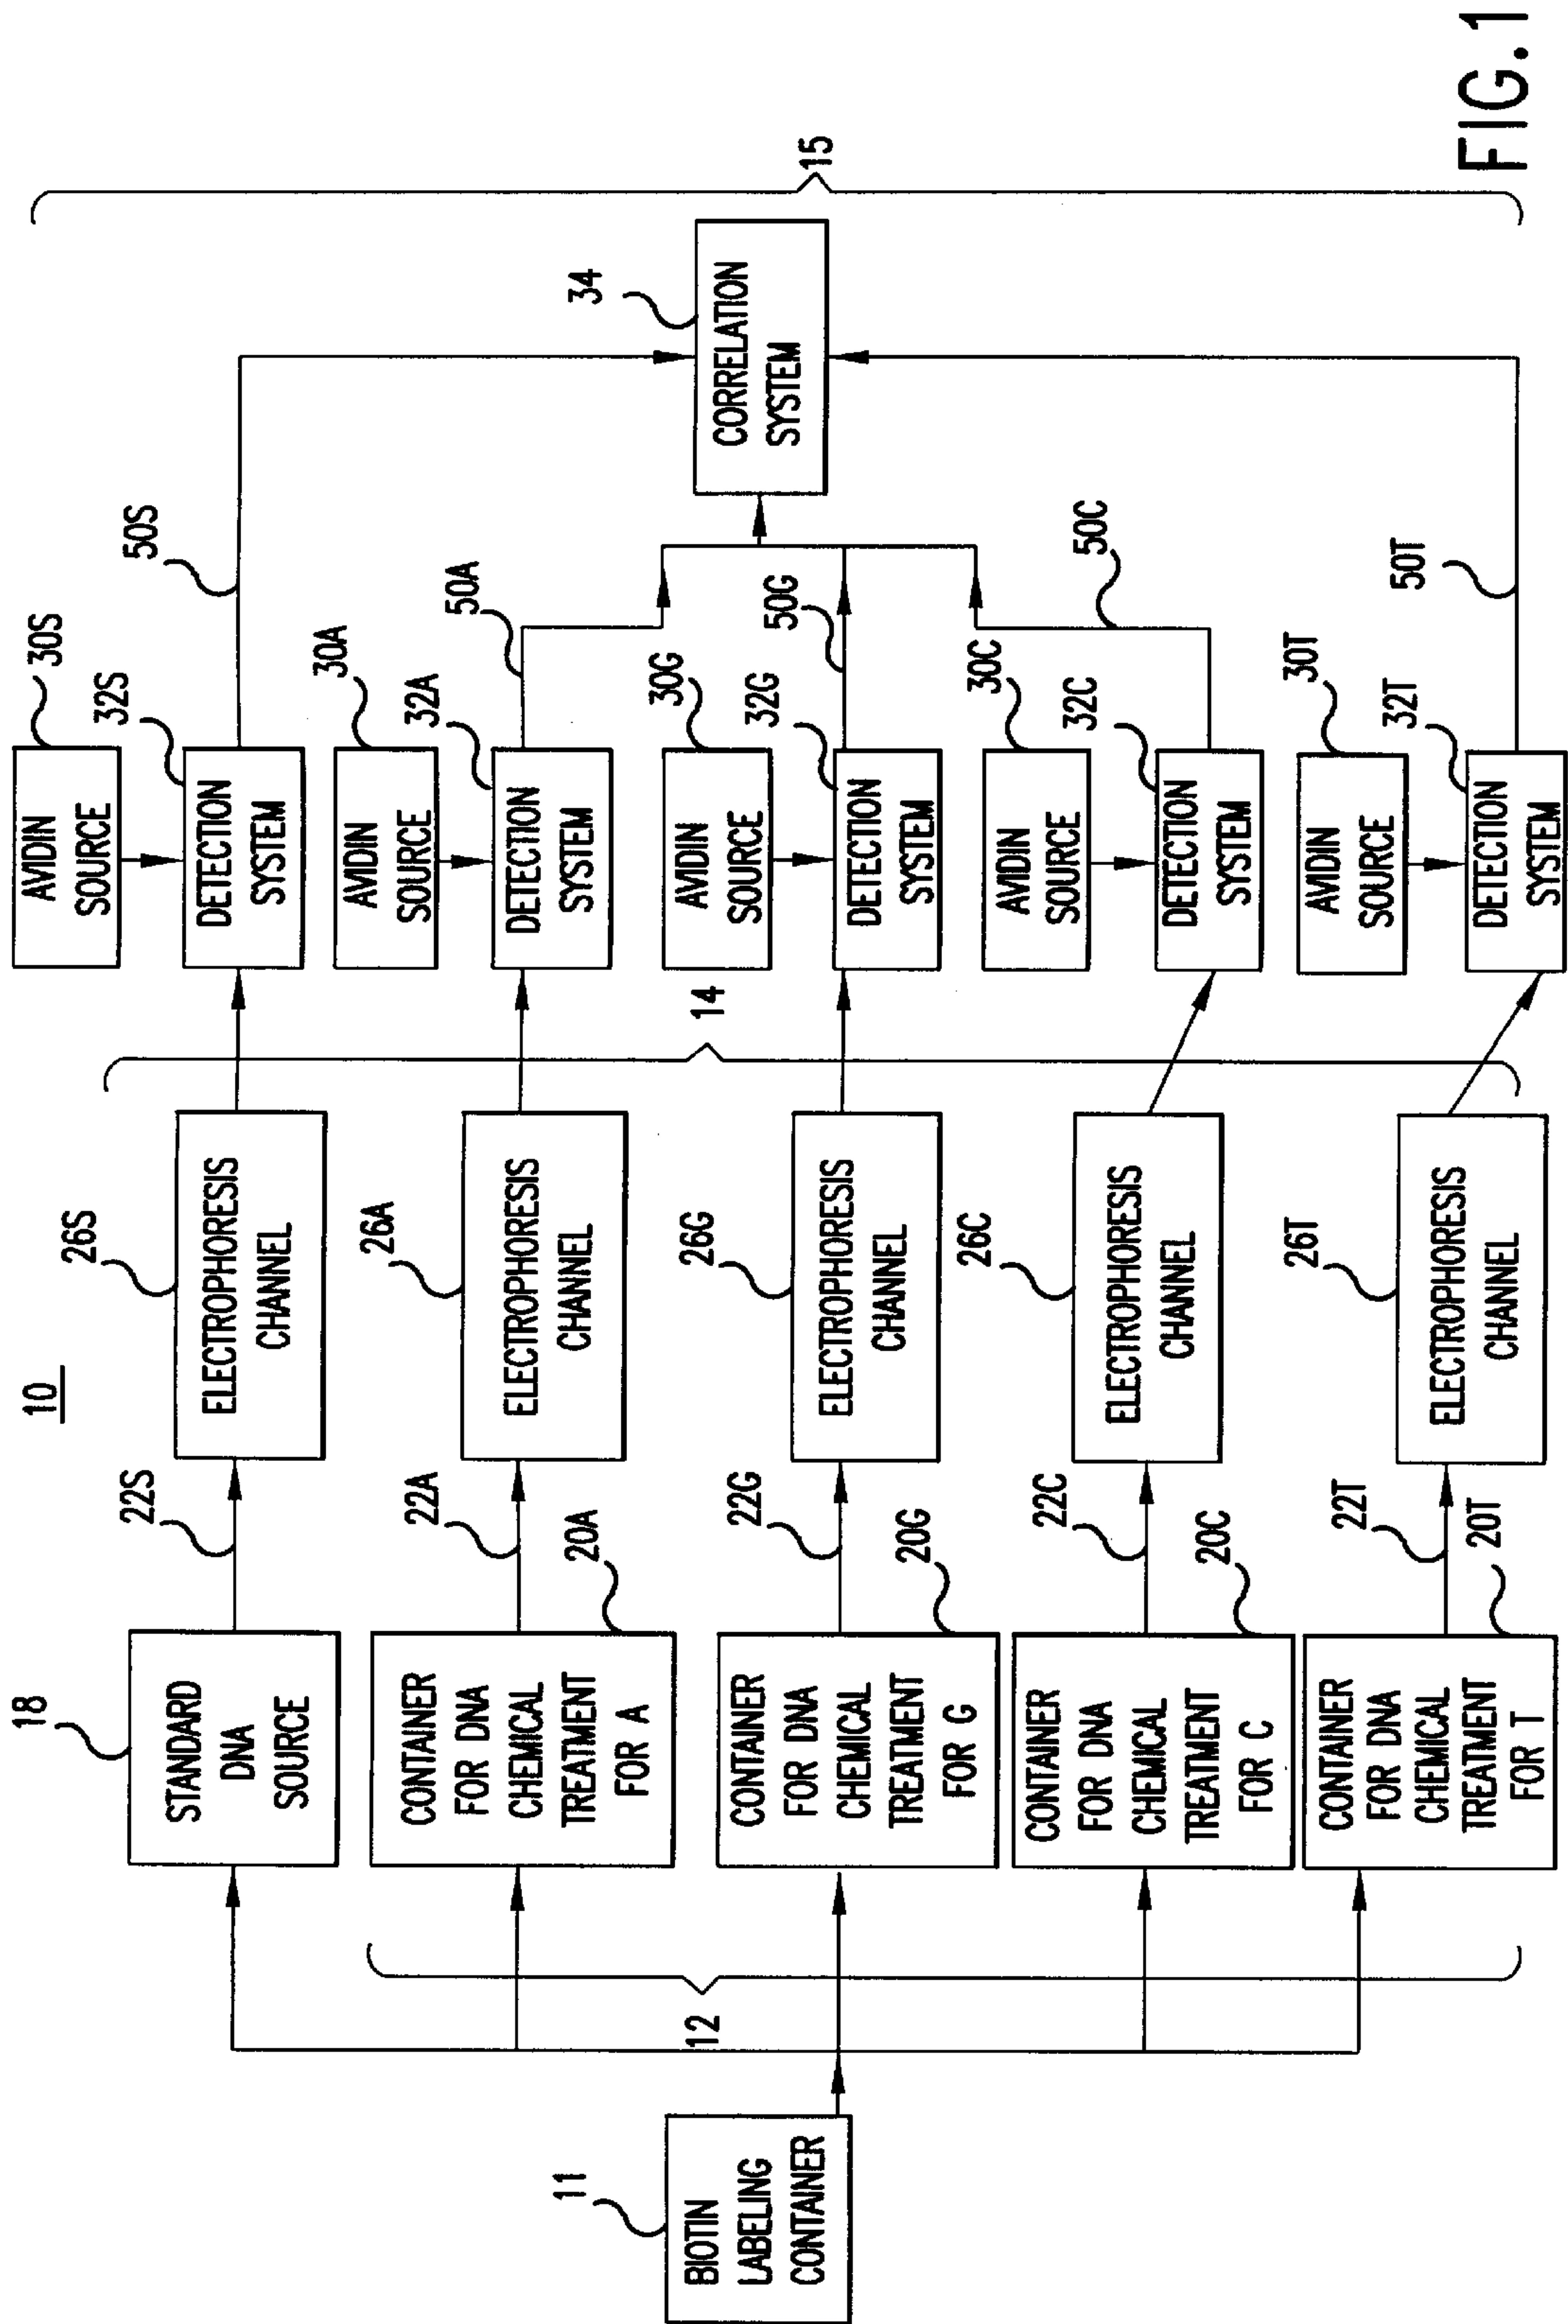 10
11
BIOTIN
LABELING
CONTAINER
12
18
STANDARD
DNA
SOURCE
22S
26S
ELECTROPHORESIS
CHANNEL
30S
AVIDIN
SOURCE
32S
DETECTION
SYSTEM
50S
CONTAINER
FOR DNA
CHEMICAL
TREATMENT
FOR A
20A
22A
26A
ELECTROPHORESIS
CHANNEL
30A
AVIDIN
SOURCE
32A
DETECTION
SYSTEM
50A
14
15
34
CORRELATION
SYSTEM
CONTAINER
FOR DNA
CHEMICAL
TREATMENT
FOR G
20G
22G
26G
ELECTROPHORESIS
CHANNEL
30G
AVIDIN
SOURCE
32G
DETECTION
SYSTEM
50G
CONTAINER
FOR DNA
CHEMICAL
TREATMENT
FOR C
20C
22C
26C
ELECTROPHORESIS
CHANNEL
30C
AVIDIN
SOURCE
32C
DETECTION
SYSTEM
50C
CONTAINER
FOR DNA
CHEMICAL
TREATMENT
FOR T
20T
22T
26T
ELECTROPHORESIS
CHANNEL
30T
AVIDIN
SOURCE
32T
DETECTION
SYSTEM
50T
FIG.1